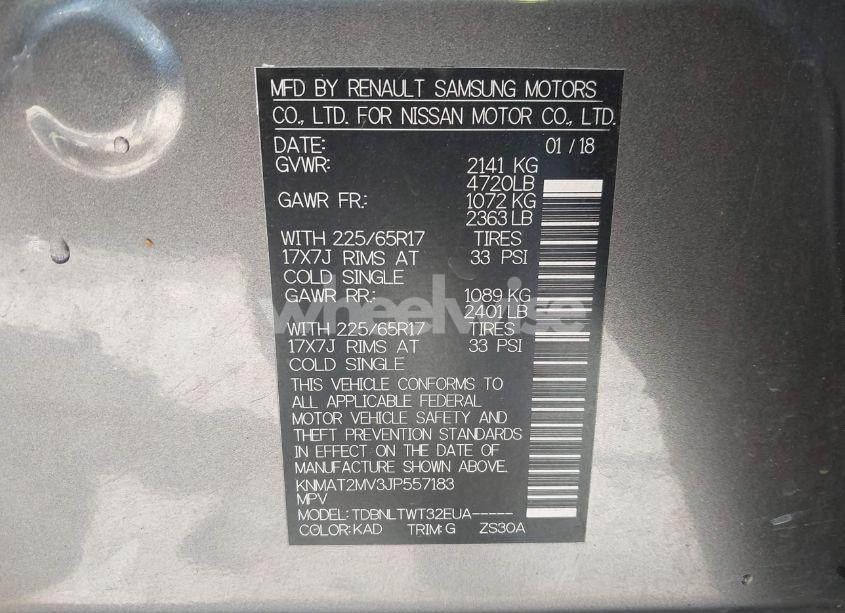 MFD BY RENAULT SAMSUNG MOTORS
CO., LTD. FOR NISSAN MOTOR CO., LTD.
DATE: 01 / 18
GVWR: 2141 KG
4720LB
GAWR FR.: 1072 KG
2363 LB
WITH 225/65R17 TIRES
17X7J RIMS AT 33 PSI
COLD SINGLE
GAWR RR.: 1089 KG
2401 LB
wheelwise
WITH 225/65R17 TIRES
17X7J RIMS AT 33 PSI
COLD SINGLE
THIS VEHICLE CONFORMS TO
ALL APPLICABLE FEDERAL
MOTOR VEHICLE SAFETY AND
THEFT PREVENTION STANDARDS
IN EFFECT ON THE DATE OF
MANUFACTURE SHOWN ABOVE.
KNMAT2MV3JP557183
MPV
MODEL: TDBNLTWT32EUA-----
COLOR: KAD TRIM: G ZS30A